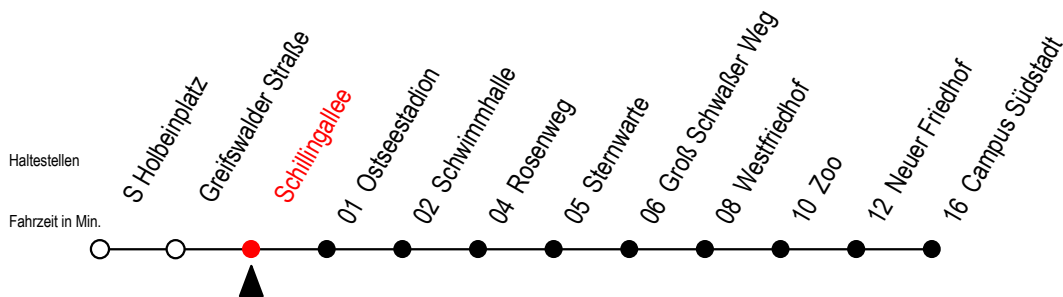 Haltestellen
Fahrzeit in Min.
S Holbeinplatz
Greifswalder Straße
Schillingallee
01 Ostseestadion
02 Schwimmhalle
04 Rosenweg
05 Sternwarte
06 Groß Schwaßer Weg
08 Westfriedhof
10 Zoo
12 Neuer Friedhof
16 Campus Südstadt